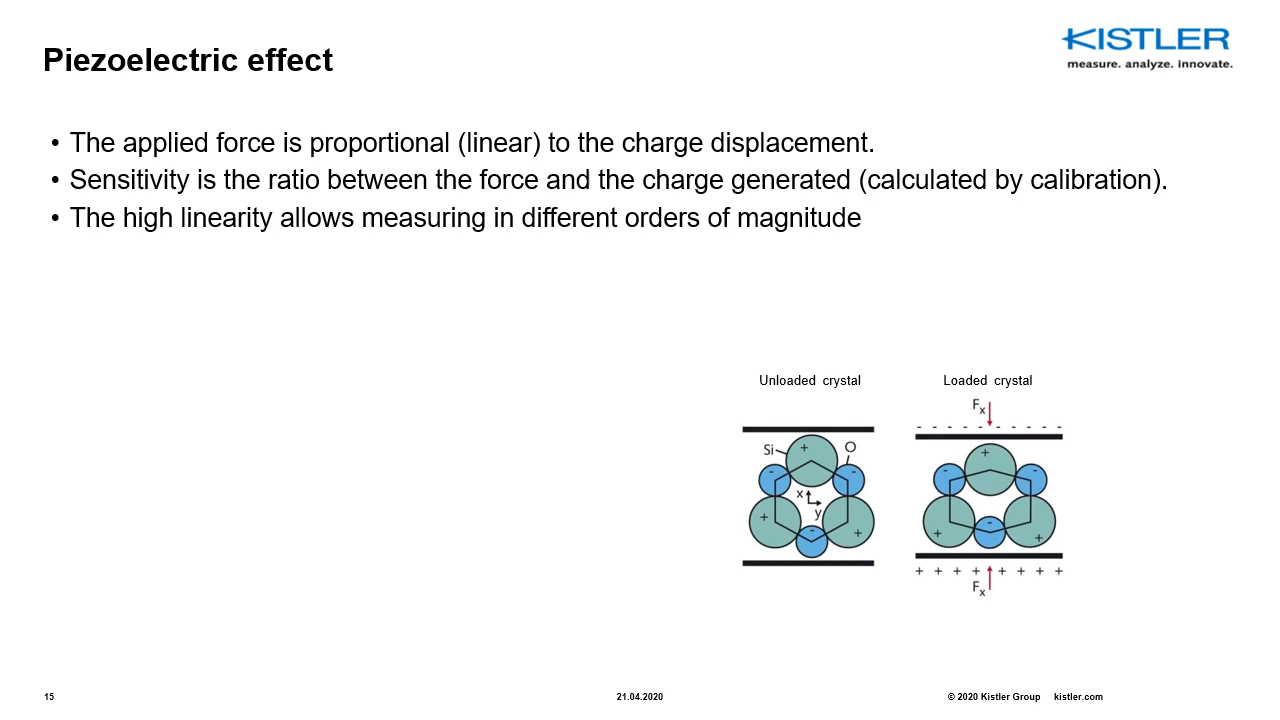 Piezoelectric effect
KISTLER
measure. analyze. innovate.
• The applied force is proportional (linear) to the charge displacement.
• Sensitivity is the ratio between the force and the charge generated (calculated by calibration).
• The high linearity allows measuring in different orders of magnitude
Unloaded crystal
Loaded crystal
Si
+
O
-
-
x
y
+
-
+
Fx
- - - - - - - - -
+
-
-
+
-
+
+ + + + + + + +
Fx
15
21.04.2020
© 2020 Kistler Group kistler.com